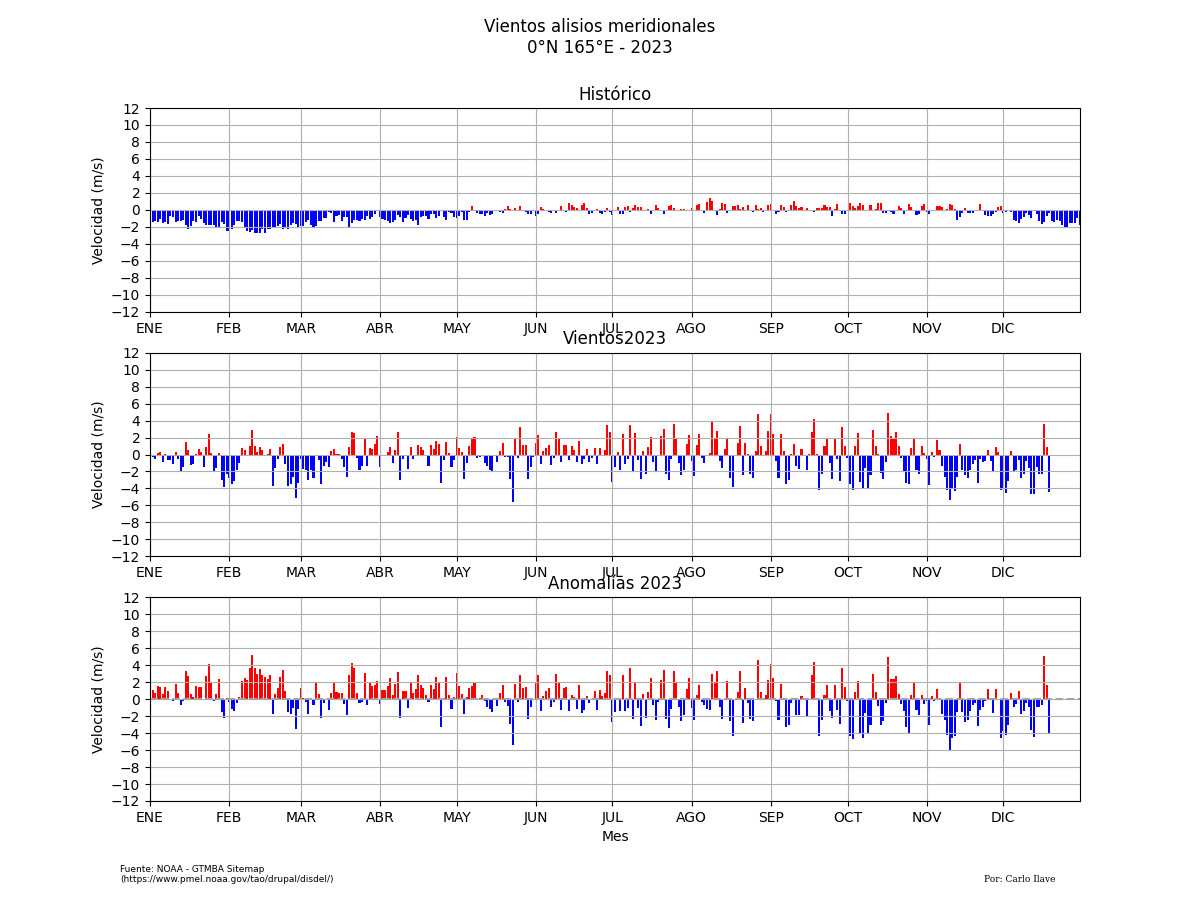 Vientos alisios meridionales
0°N 165°E - 2023
Histórico
12
10
8
6
4
2
0
−2
−4
−6
−8
−10
−12
Velocidad (m/s)
ENE FEB MAR ABR MAY JUN JUL AGO SEP OCT NOV DIC
Vientos2023
12
10
8
6
4
2
0
−2
−4
−6
−8
−10
−12
Velocidad (m/s)
ENE FEB MAR ABR MAY JUN JUL AGO SEP OCT NOV DIC
Anomalías 2023
12
10
8
6
4
2
0
−2
−4
−6
−8
−10
−12
Velocidad (m/s)
ENE FEB MAR ABR MAY JUN JUL AGO SEP OCT NOV DIC
Mes
Fuente: NOAA - GTMBA Sitemap
(https://www.pmel.noaa.gov/tao/drupal/disdel/)
Por: Carlo Ilave